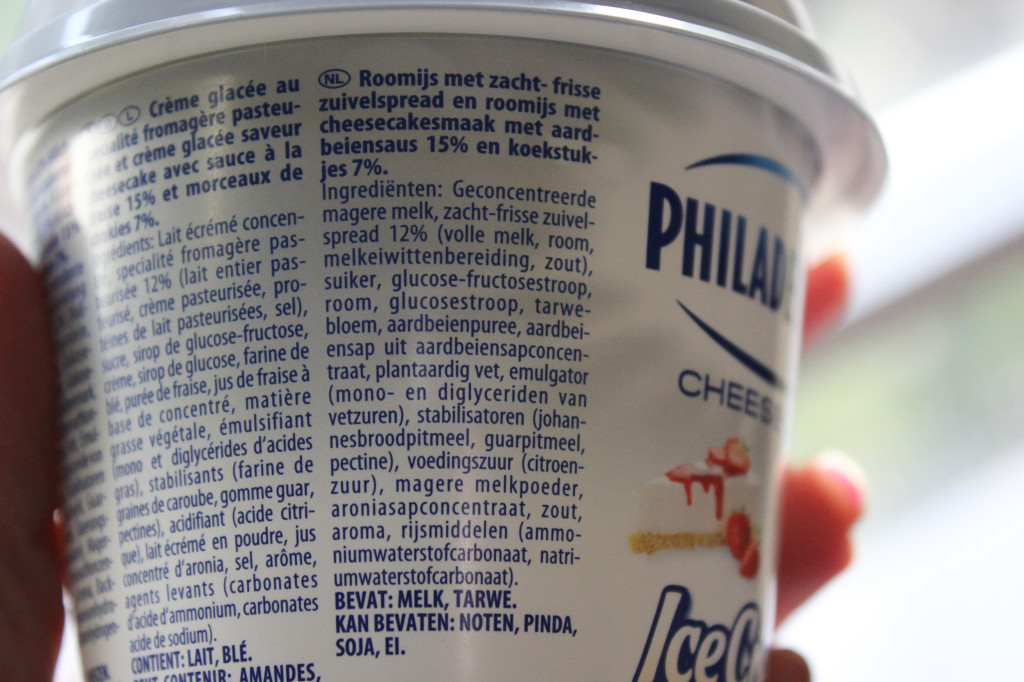 L Crème glacée au
fromagère pasteu-
et crème glacée saveur
avec sauce à la
15% et morceaux de
7%.
Lait écrémé concen-
spécialité fromagère pas-
12% (lait entier pas-
crème pasteurisée, pro-
de lait pasteurisées, sel),
sucre, sirop de glucose-fructose,
crème, sirop de glucose, farine de
blé, purée de fraise, jus de fraise à
base de concentré, matière
grasse végétale, émulsifiant
(mono et diglycérides d'acides
gras), stabilisants (farine de
graines de caroube, gomme guar,
pectines), acidifiant (acide citri-
que), lait écrémé en poudre, jus
concentré d'aronia, sel, arôme,
agents levants (carbonates
d'acide d'ammonium, carbonates
acide de sodium).
CONTIENT: LAIT, BLÉ.
CONTENIR: AMANDES,
NL Roomijs met zacht- frisse
zuivelspread en roomijs met
cheesecakesmaak met aard-
beiensaus 15% en koekstuk-
jes 7%.
Ingrediënten: Geconcentreerde
magere melk, zacht-frisse zuivel-
spread 12% (volle melk, room,
melkeiwittenbereiding, zout),
suiker, glucose-fructosestroop,
room, glucosestroop, tarwe-
bloem, aardbeienpuree, aardbei-
ensap uit aardbeiensapconcen-
traat, plantaardig vet, emulgator
(mono- en diglyceriden van
vetzuren), stabilisatoren (johan-
nesbroodpitmeel, guarpitmeel,
pectine), voedingszuur (citroen-
zuur), magere melkpoeder,
aroniasapconcentraat, zout,
aroma, rijsmiddelen (ammo-
niumwaterstofcarbonaat, natri-
umwaterstofcarbonaat).
BEVAT: MELK, TARWE.
KAN BEVATEN: NOTEN, PINDA,
SOJA, EI.
PHILAD
CHEES
Ice C